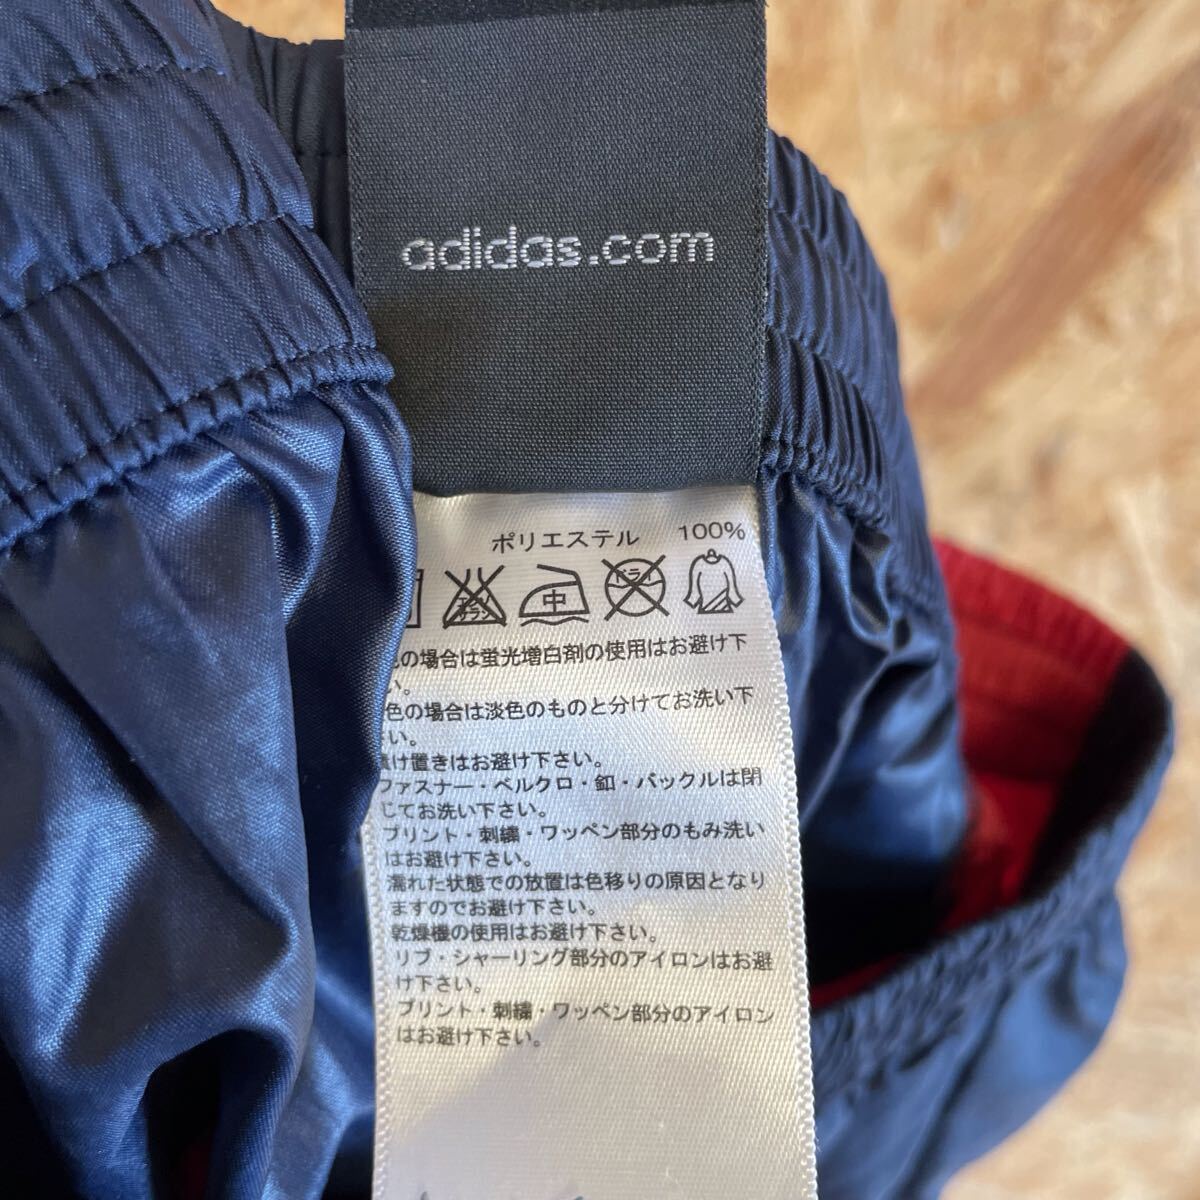 adidas.com
ポリエステル 100%
中 ドライ
の場合は蛍光増白剤の使用はお避け下
い。
色の場合は淡色のものと分けてお洗い下
い。
け置きはお避け下さい。
ファスナー・ベルクロ・釦・バックルは閉
じてお洗い下さい。
プリント・刺繍・ワッペン部分のもみ洗い
はお避け下さい。
濡れた状態での放置は色移りの原因となり
ますのでお避け下さい。
乾燥機の使用はお避け下さい。
リブ・シャーリング部分のアイロンはお避
け下さい。
プリント・刺繍・ワッペン部分のアイロン
はお避け下さい。